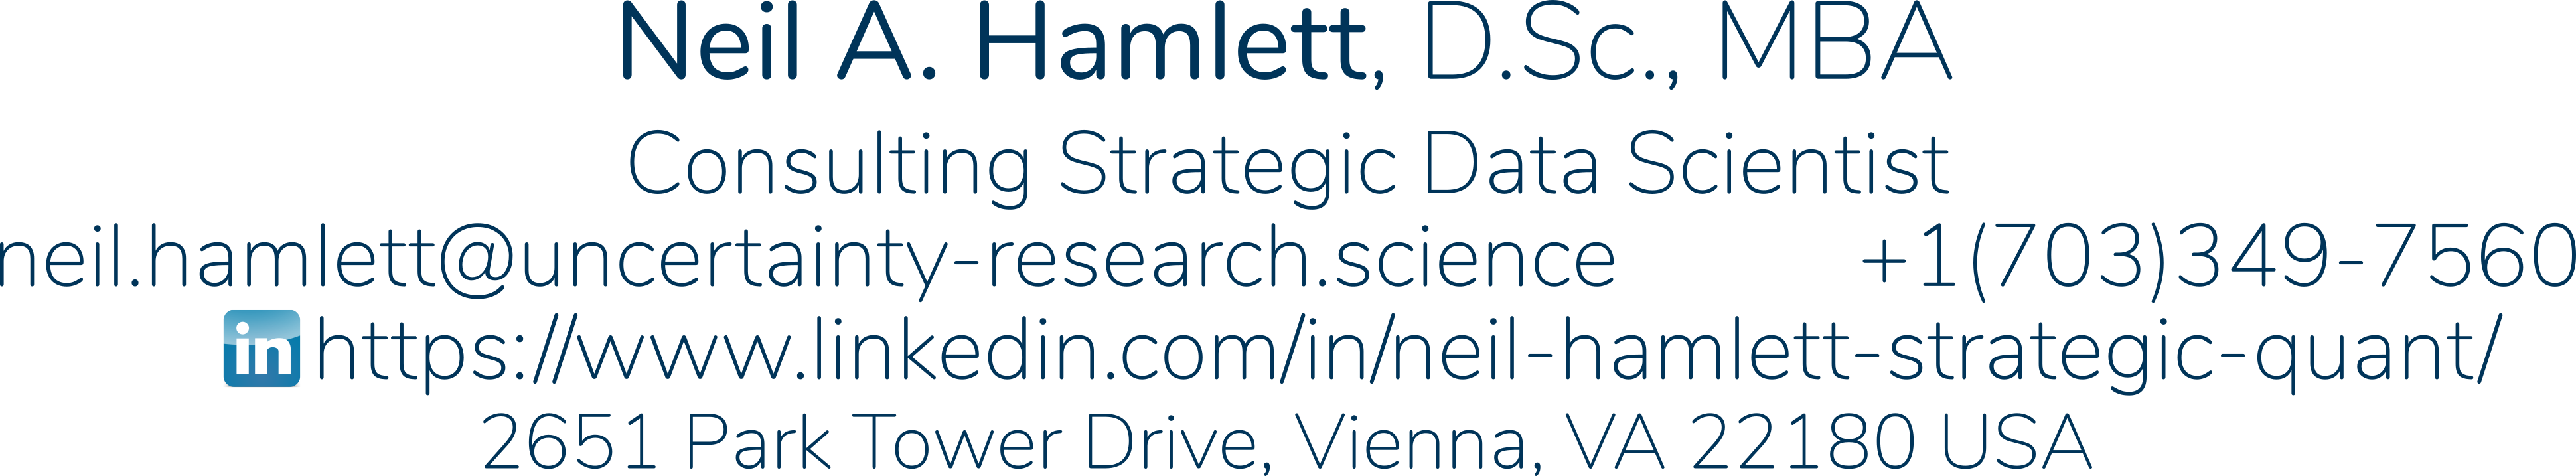 Neil A. Hamlett, D.Sc., MBA
Consulting Strategic Data Scientist
neil.hamlett@uncertainty-research.science +1(703)349-7560
in https://www.linkedin.com/in/neil-hamlett-strategic-quant/
2651 Park Tower Drive, Vienna, VA 22180 USA